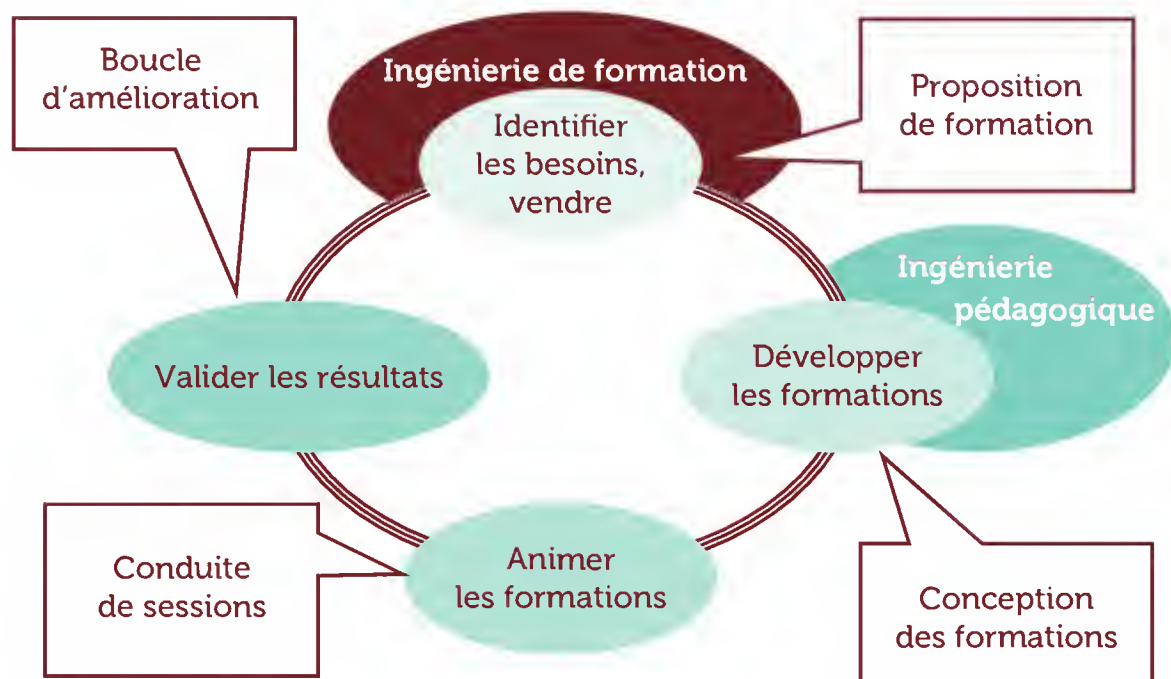 Boucle
d'amélioration
Ingénierie de formation
Identifier
les besoins,
vendre
Proposition
de formation
Ingénierie
pédagogique
Développer
les formations
Valider les résultats
Animer
les formations
Conduite
de sessions
Conception
des formations